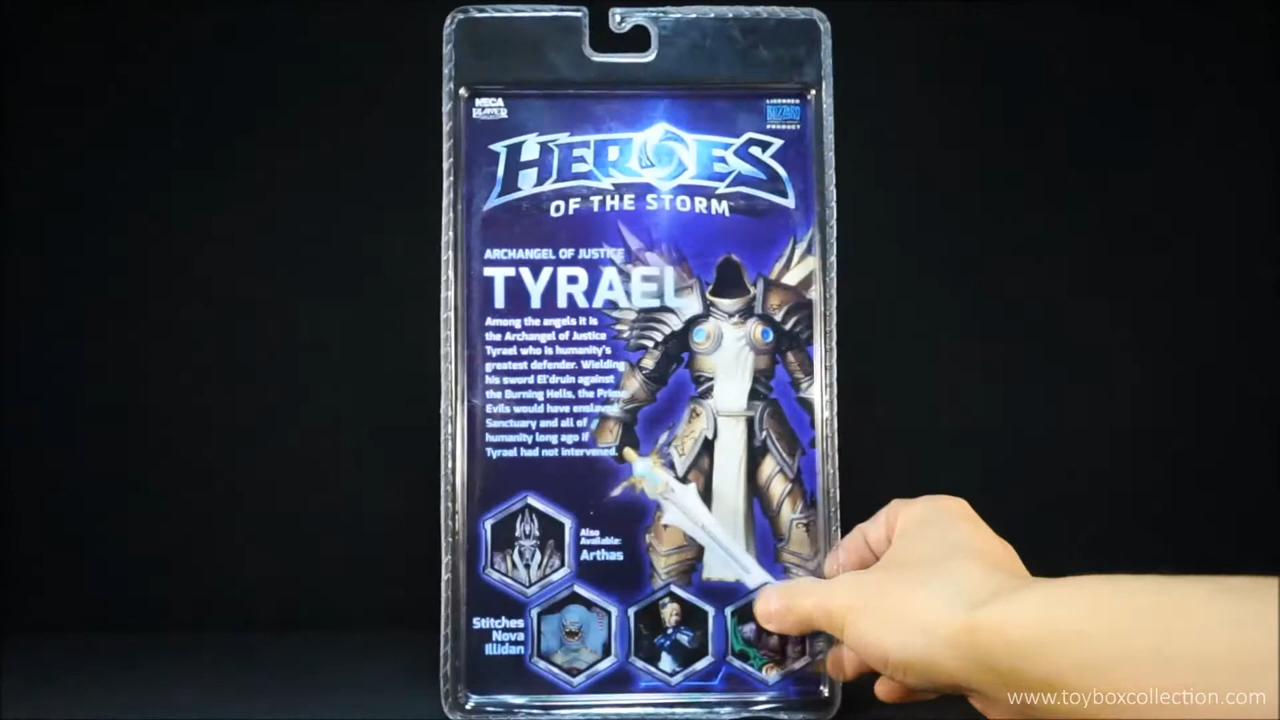 NECA
PLAYER
LICENSED
BLIZZARD
PRODUCT
HEROES
OF THE STORM
ARCHANGEL OF JUSTICE
TYRAEL
Among the angels it is
the Archangel of Justice
Tyrael who is humanity's
greatest defender. Wielding
his sword El'druin against
the Burning Hells, the Prime
Evils would have enslaved
Sanctuary and all of
humanity long ago if
Tyrael had not intervened.
Also
Available:
Arthas
Stitches
Nova
Illidan
www.toyboxcollection.com